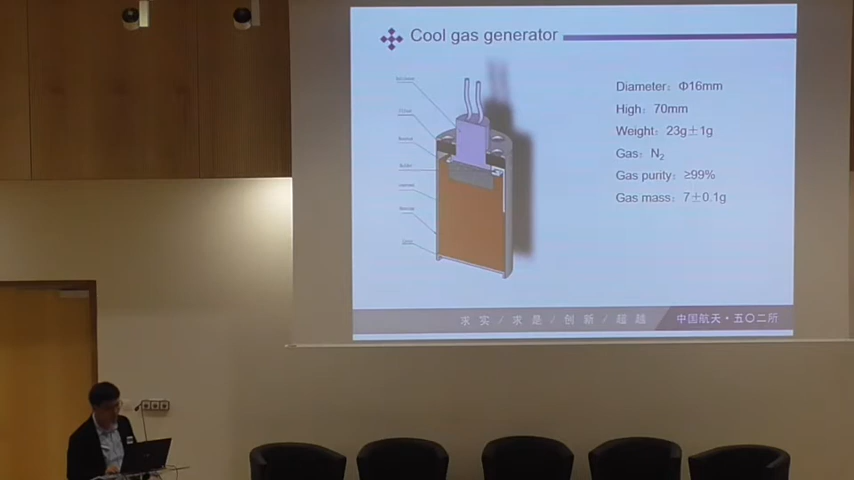 Cool gas generator
Diameter: Φ16mm
High: 70mm
Weight: 23g±1g
Gas: N2
Gas purity: ≥99%
Gas mass: 7±0.1g
求实 / 求是 / 创新 / 超越
中国航天·五〇二所